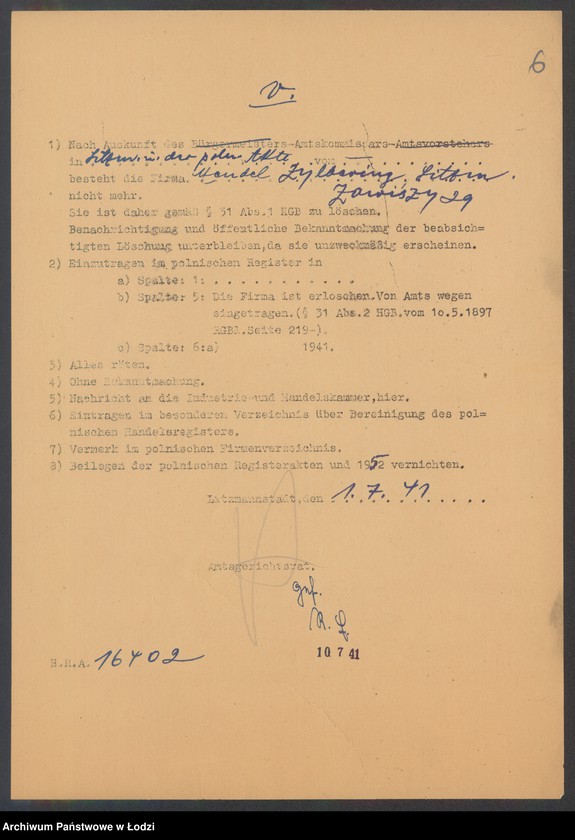 6
V.
1) Nach Auskunft des Bürgermeisters-Amtskommissars-Amtsvorstehers
in Litzm. in der poln. Akte vom
besteht die Firma Mendel Zylbering, Litzm.
Zawiszy 29
nicht mehr.
Sie ist daher gemäß § 31 Abs.1 HGB zu löschen.
Benachrichtigung und öffentliche Bekanntmachung der beabsich=
tigten Löschung unterbleiben,da sie unzweckmäßig erscheinen.
2) Einzutragen im polnischen Register in
a) Spalte: 1: . . . . . . . . . . . .
b) Spalte: 5: Die Firma ist erloschen.Von Amts wegen
eingetragen.(§ 31 Abs.2 HGB.vom 10.5.1897
RGBl.Seite 219-).
c) Spalte: 6:a) 1941.
3) Alles röten.
4) Ohne Bekanntmachung.
5) Nachricht an die Industrie-und Handelskammer,hier.
6) Eintragen im besonderen Verzeichnis über Bereinigung des pol=
nischen Handelsregisters.
7) Vermerk im polnischen Firmenverzeichnis.
8) Beilegen der polnischen Registerakten und 1952 vernichten.
Litzmannstadt,den 1. 7. 41
Amtsgerichtsrat.
gef.
10 7 41
H.R.A. 16402
Archiwum Państwowe w Łodzi